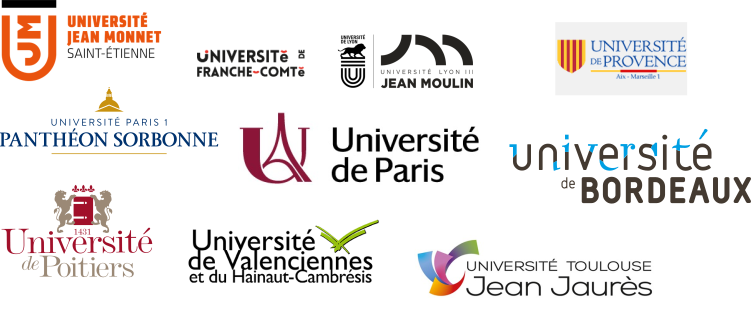 UJM
UNIVERSITÉ
JEAN MONNET
SAINT-ÉTIENNE
UNIVERSITé DE
FRANCHE-COMTé
UNIVERSITÉ
DE LYON
UNIVERSITÉ LYON III
JEAN MOULIN
UNIVERSITÉ
DE PROVENCE
Aix - Marseille 1
UNIVERSITÉ PARIS 1
PANTHÉON SORBONNE
Université
de Paris
université
de BORDEAUX
1431
Université
de Poitiers
Université
de Valenciennes
et du Hainaut-Cambrésis
UNIVERSITÉ TOULOUSE
Jean Jaurès